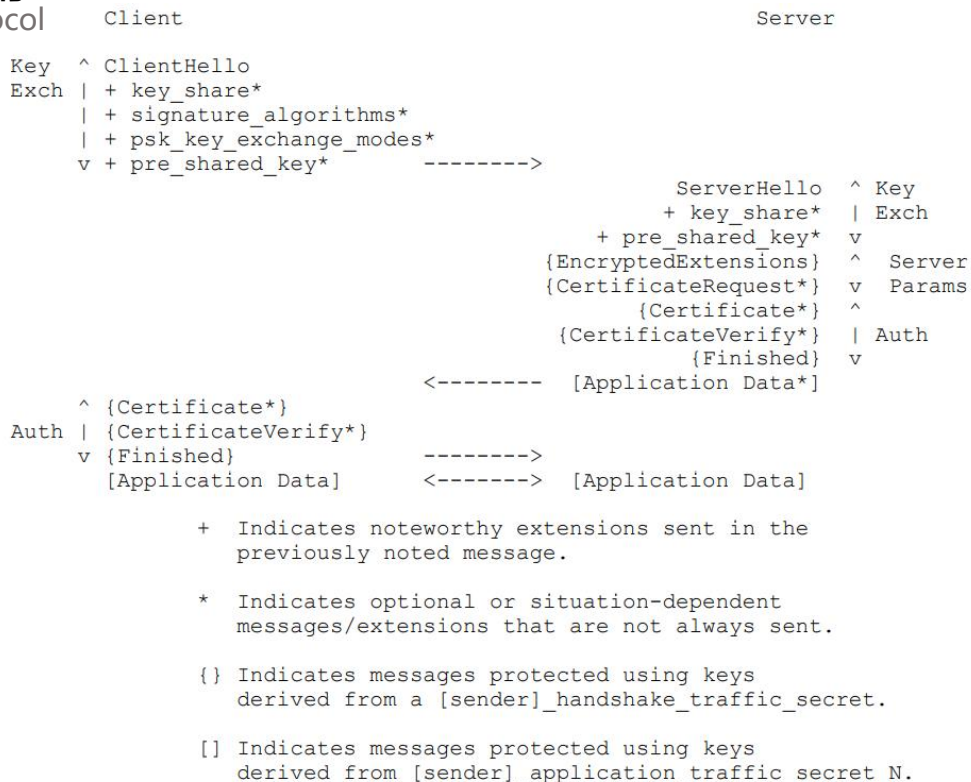 ocol
       Client                                           Server

Key  ^ ClientHello
Exch | + key_share*
     | + signature_algorithms*
     | + psk_key_exchange_modes*
     v + pre_shared_key*       -------->
                                                  ServerHello  ^ Key
                                                 + key_share*  | Exch
                                            + pre_shared_key*  v
                                        {EncryptedExtensions}  ^  Server
                                        {CertificateRequest*}  v  Params
                                               {Certificate*}  ^
                                         {CertificateVerify*}  | Auth
                                                   {Finished}  v
                               <--------  [Application Data*]
     ^ {Certificate*}
Auth | {CertificateVerify*}
     v {Finished}              -------->
       [Application Data]      <------->  [Application Data]

              +  Indicates noteworthy extensions sent in the
                 previously noted message.

              *  Indicates optional or situation-dependent
                 messages/extensions that are not always sent.

              {} Indicates messages protected using keys
                 derived from a [sender]_handshake_traffic_secret.

              [] Indicates messages protected using keys
                 derived from [sender]_application_traffic_secret_N.